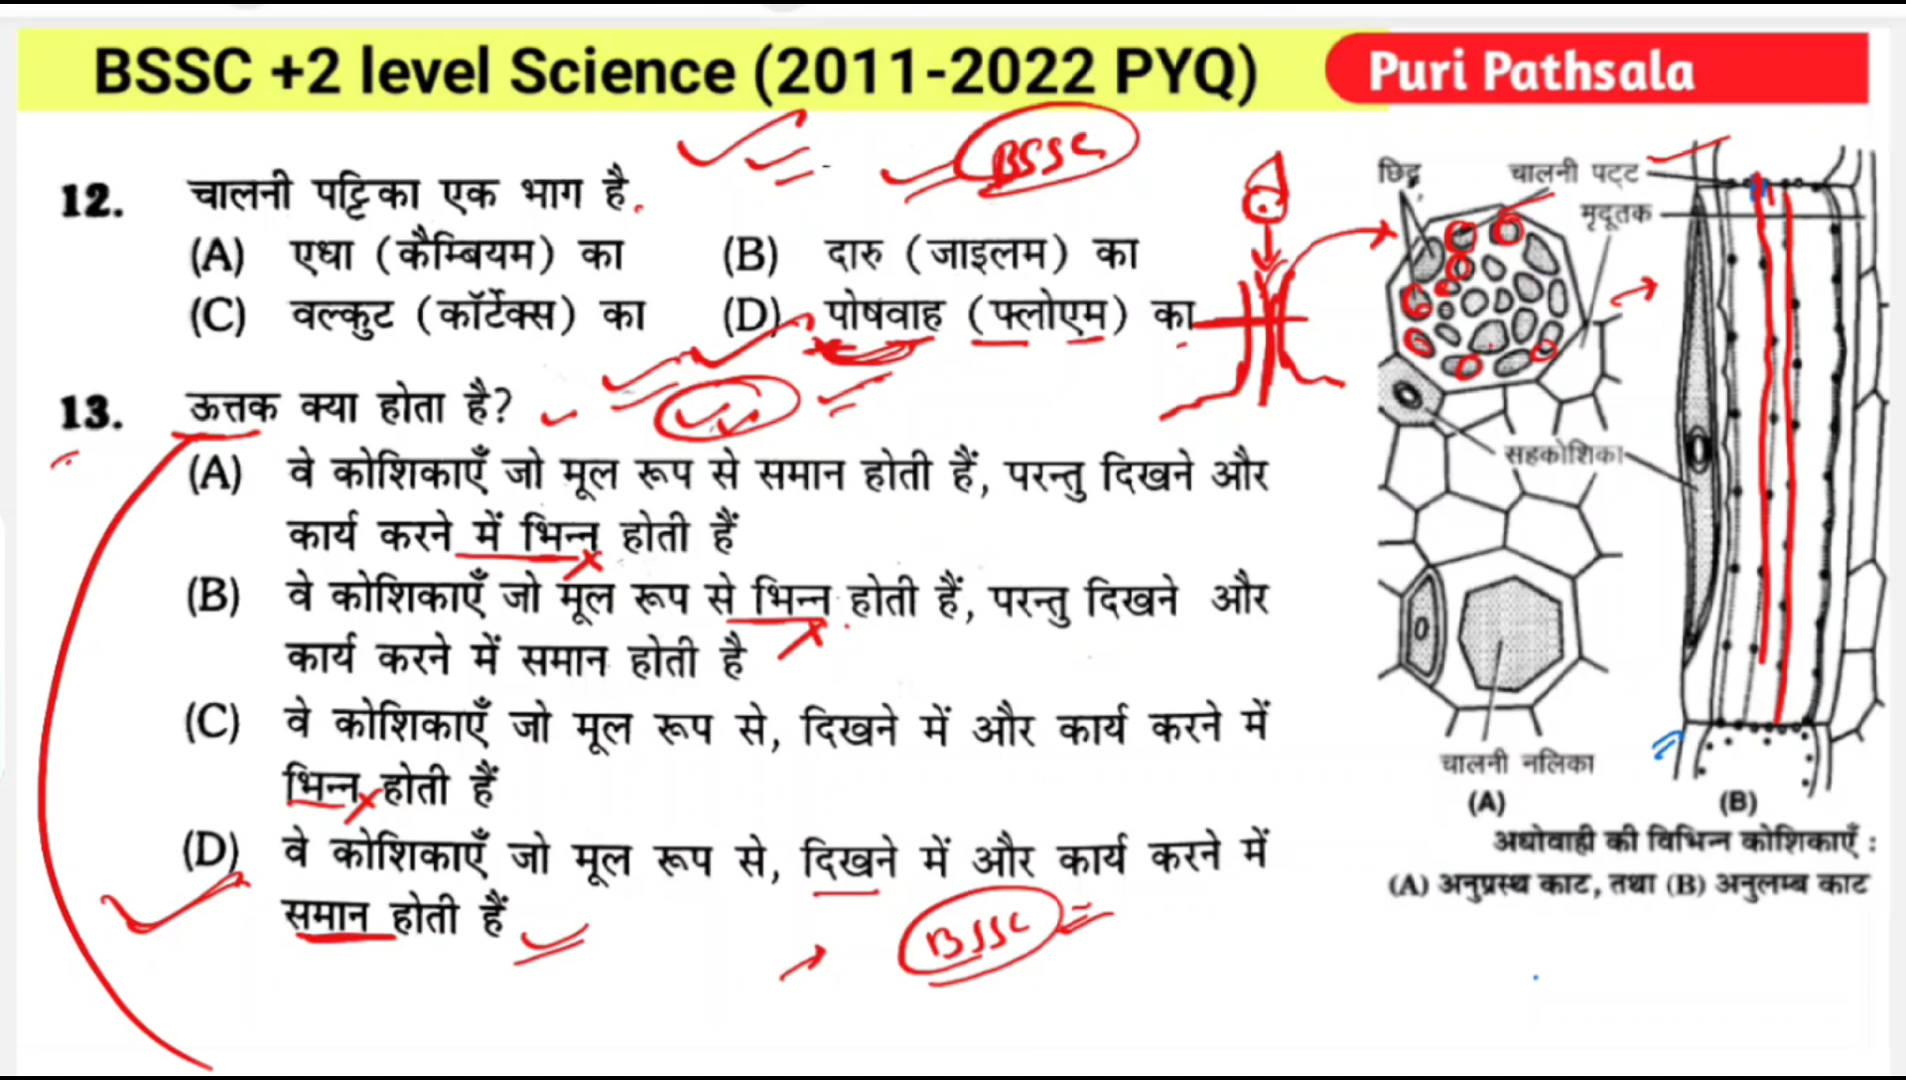 BSSC +2 level Science (2011-2022 PYQ)
Puri Pathsala
BSSC
12. चालनी पट्टिका एक भाग है.
(A) एधा (कैम्बियम) का (B) दारु (जाइलम) का
(C) वल्कुट (कॉर्टेक्स) का (D) पोषवाह (फ्लोएम) का
13. ऊत्तक क्या होता है?
(A) वे कोशिकाएँ जो मूल रूप से समान होती हैं, परन्तु दिखने और
कार्य करने में भिन्न होती हैं
(B) वे कोशिकाएँ जो मूल रूप से भिन्न होती हैं, परन्तु दिखने और
कार्य करने में समान होती है
(C) वे कोशिकाएँ जो मूल रूप से, दिखने में और कार्य करने में
भिन्न होती हैं
(D) वे कोशिकाएँ जो मूल रूप से, दिखने में और कार्य करने में
समान होती हैं
BSSC
छिद्र
चालनी पट्ट
मृदूतक
सहकोशिका
चालनी नलिका
(A) (B)
अधोवाही की विभिन्न कोशिकाएँ :
(A) अनुप्रस्थ काट, तथा (B) अनुलम्ब काट